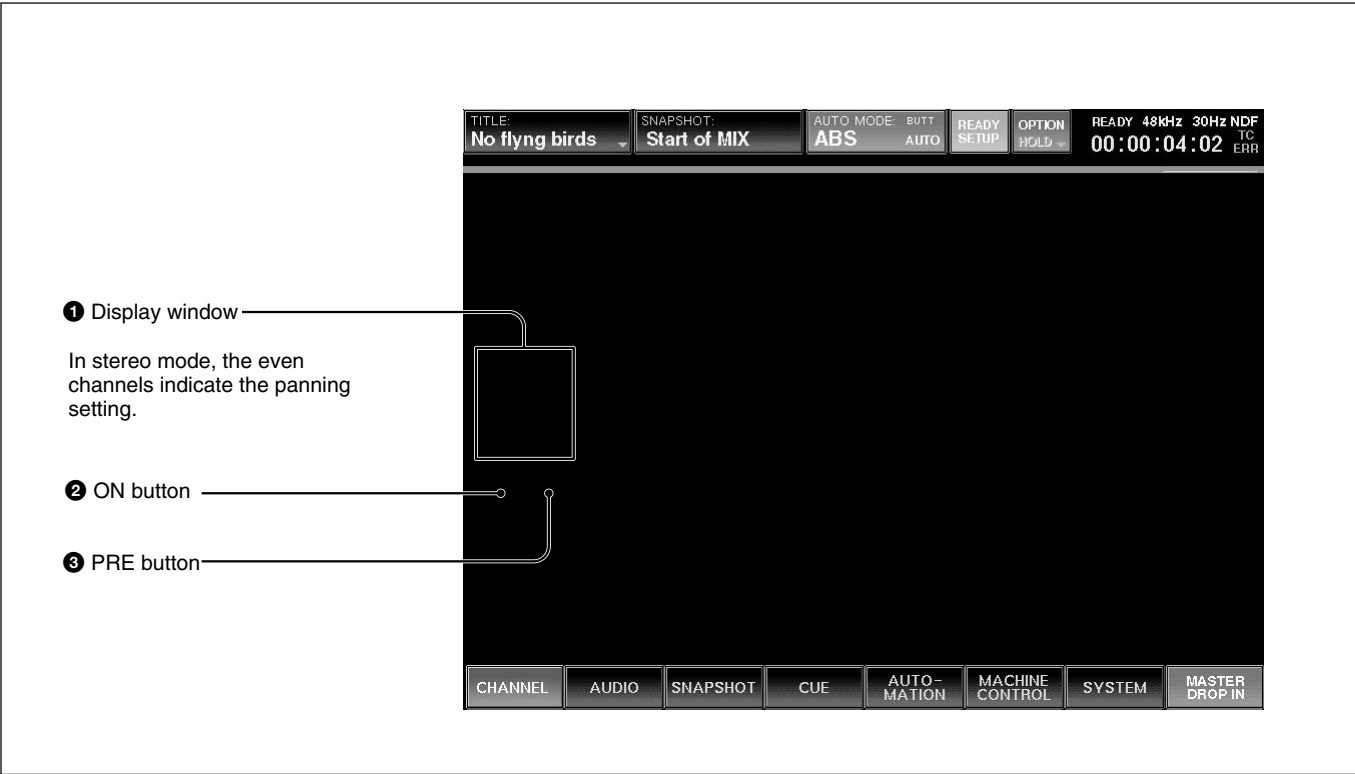 TITLE:
No flyng birds
SNAPSHOT:
Start of MIX
AUTO MODE: BUTT
ABS AUTO
READY
SETUP
OPTION
HOLD
READY 48kHz 30Hz NDF
00:00:04:02 TC
ERR
❶ Display window
In stereo mode, the even
channels indicate the panning
setting.
❷ ON button
❸ PRE button
CHANNEL
AUDIO
SNAPSHOT
CUE
AUTO-
MATION
MACHINE
CONTROL
SYSTEM
MASTER
DROP IN